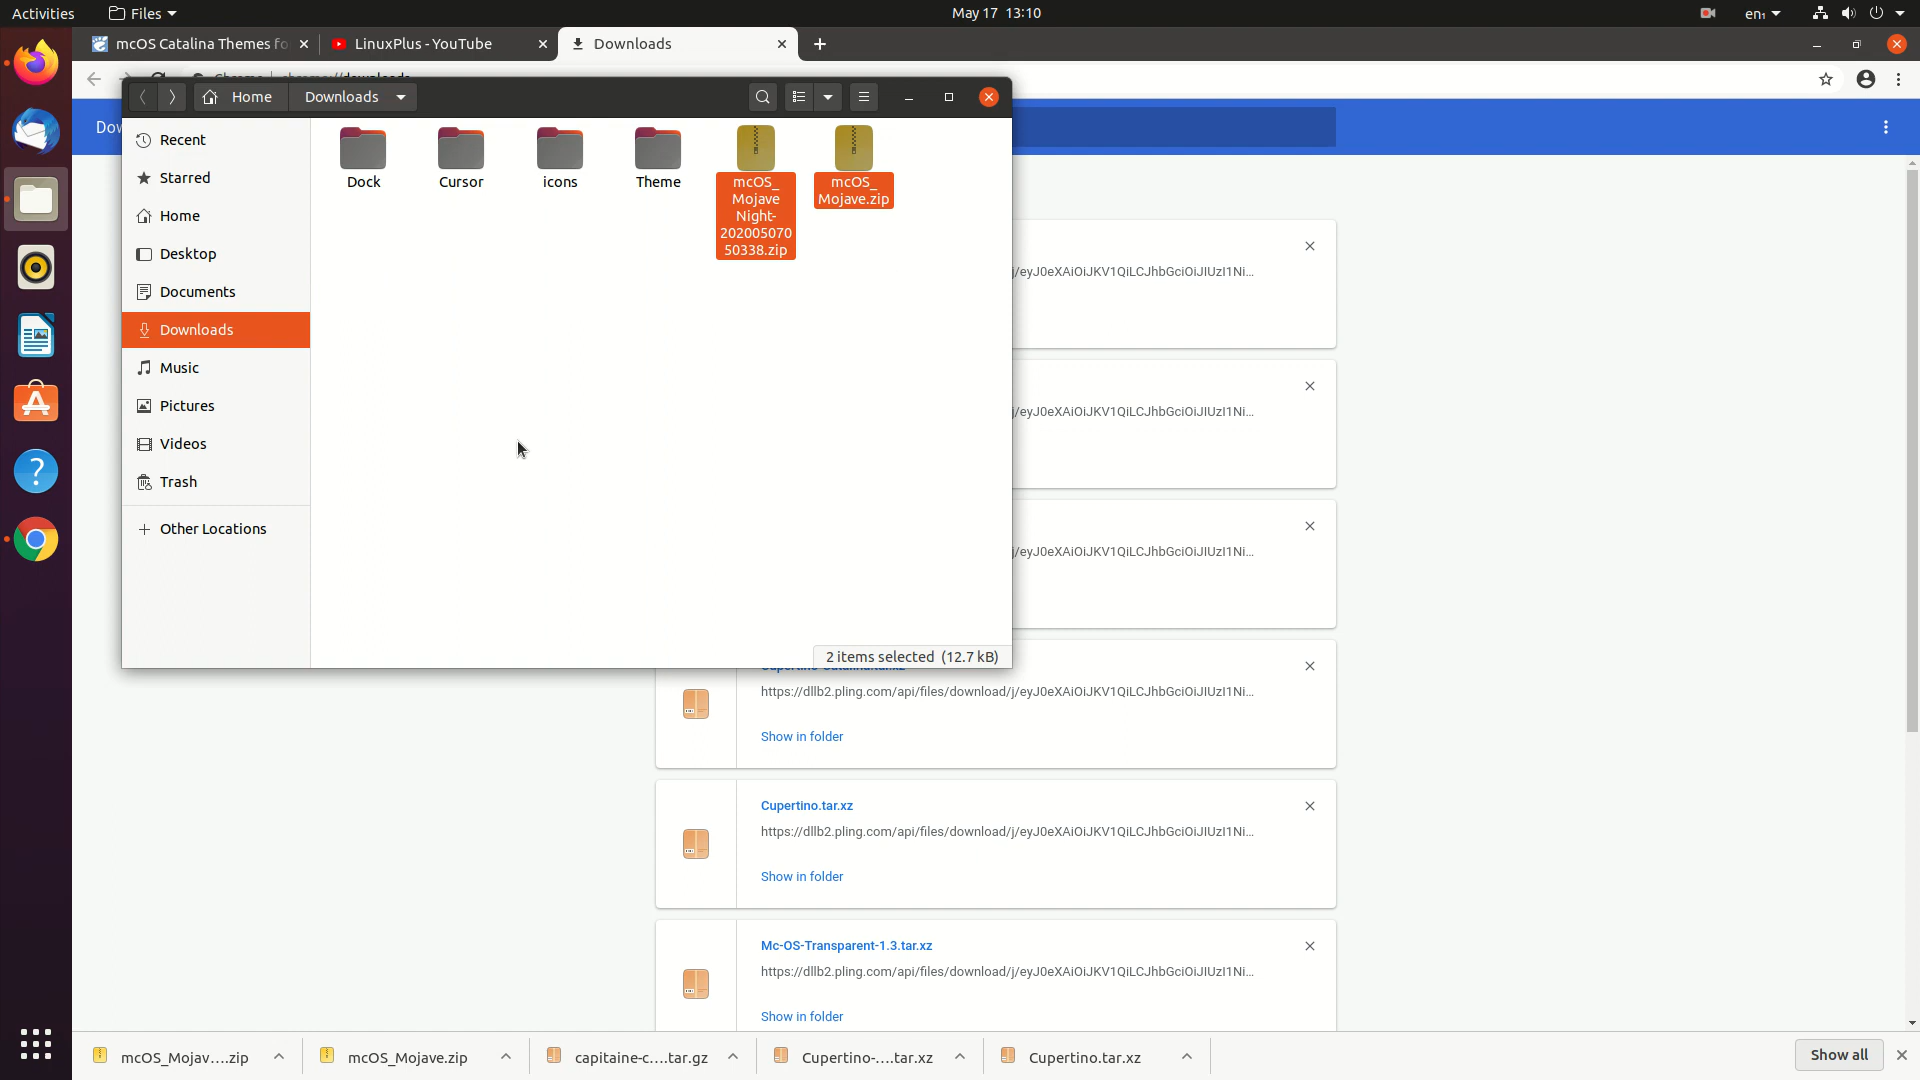 Activities
Files
May 17 13:10
en₁
mcOS Catalina Themes fo
LinuxPlus - YouTube
Downloads
Home
Downloads
Recent
Starred
Home
Desktop
Documents
Downloads
Music
Pictures
Videos
Trash
Other Locations
Dock
Cursor
icons
Theme
mcOS_
Mojave
Night-
202005070
50338.zip
mcOS_
Mojave.zip
2 items selected (12.7 kB)
j/eyJ0eXAiOiJKV1QiLCJhbGciOiJIUzI1Ni...
j/eyJ0eXAiOiJKV1QiLCJhbGciOiJIUzI1Ni...
j/eyJ0eXAiOiJKV1QiLCJhbGciOiJIUzI1Ni...
https://dllb2.pling.com/api/files/download/j/eyJ0eXAiOiJKV1QiLCJhbGciOiJIUzI1Ni...
Show in folder
Cupertino.tar.xz
https://dllb2.pling.com/api/files/download/j/eyJ0eXAiOiJKV1QiLCJhbGciOiJIUzI1Ni...
Show in folder
Mc-OS-Transparent-1.3.tar.xz
https://dllb2.pling.com/api/files/download/j/eyJ0eXAiOiJKV1QiLCJhbGciOiJIUzI1Ni...
Show in folder
mcOS_Mojav....zip
mcOS_Mojave.zip
capitaine-c....tar.gz
Cupertino-....tar.xz
Cupertino.tar.xz
Show all